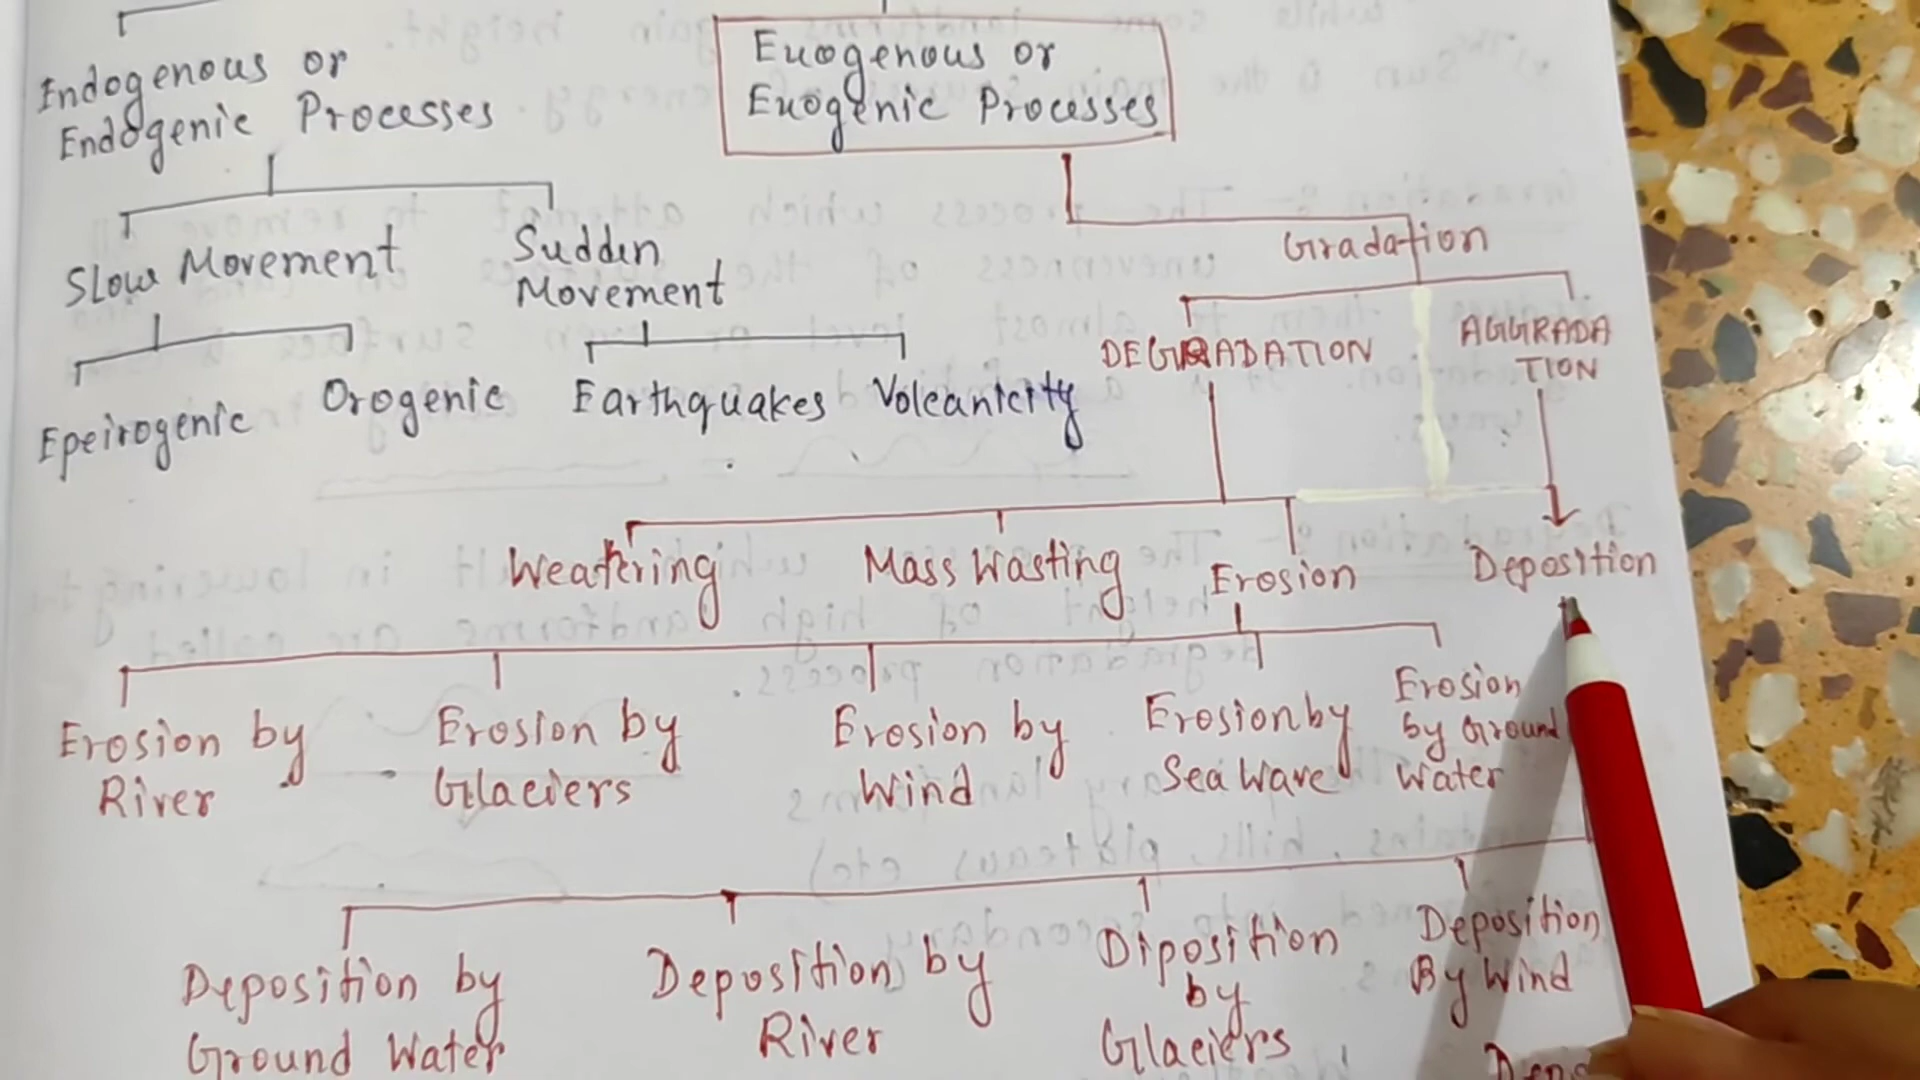 Endogenous or
Endogenic Processes
Exogenous or
Exogenic Processes
Slow Movement
Sudden
Movement
Gradation
Epeirogenic
Orogenic
Earthquakes
Volcanicity
DEGRADATION
AGGRADA
TION
Weathering
Mass Wasting
Erosion
Deposition
Erosion by
River
Erosion by
Glaciers
Erosion by
Wind
Erosion by
Sea Wave
Erosion
by Ground
Water
Deposition by
Ground Water
Deposition by
River
Diposition
by
Glaciers
Deposition
By Wind